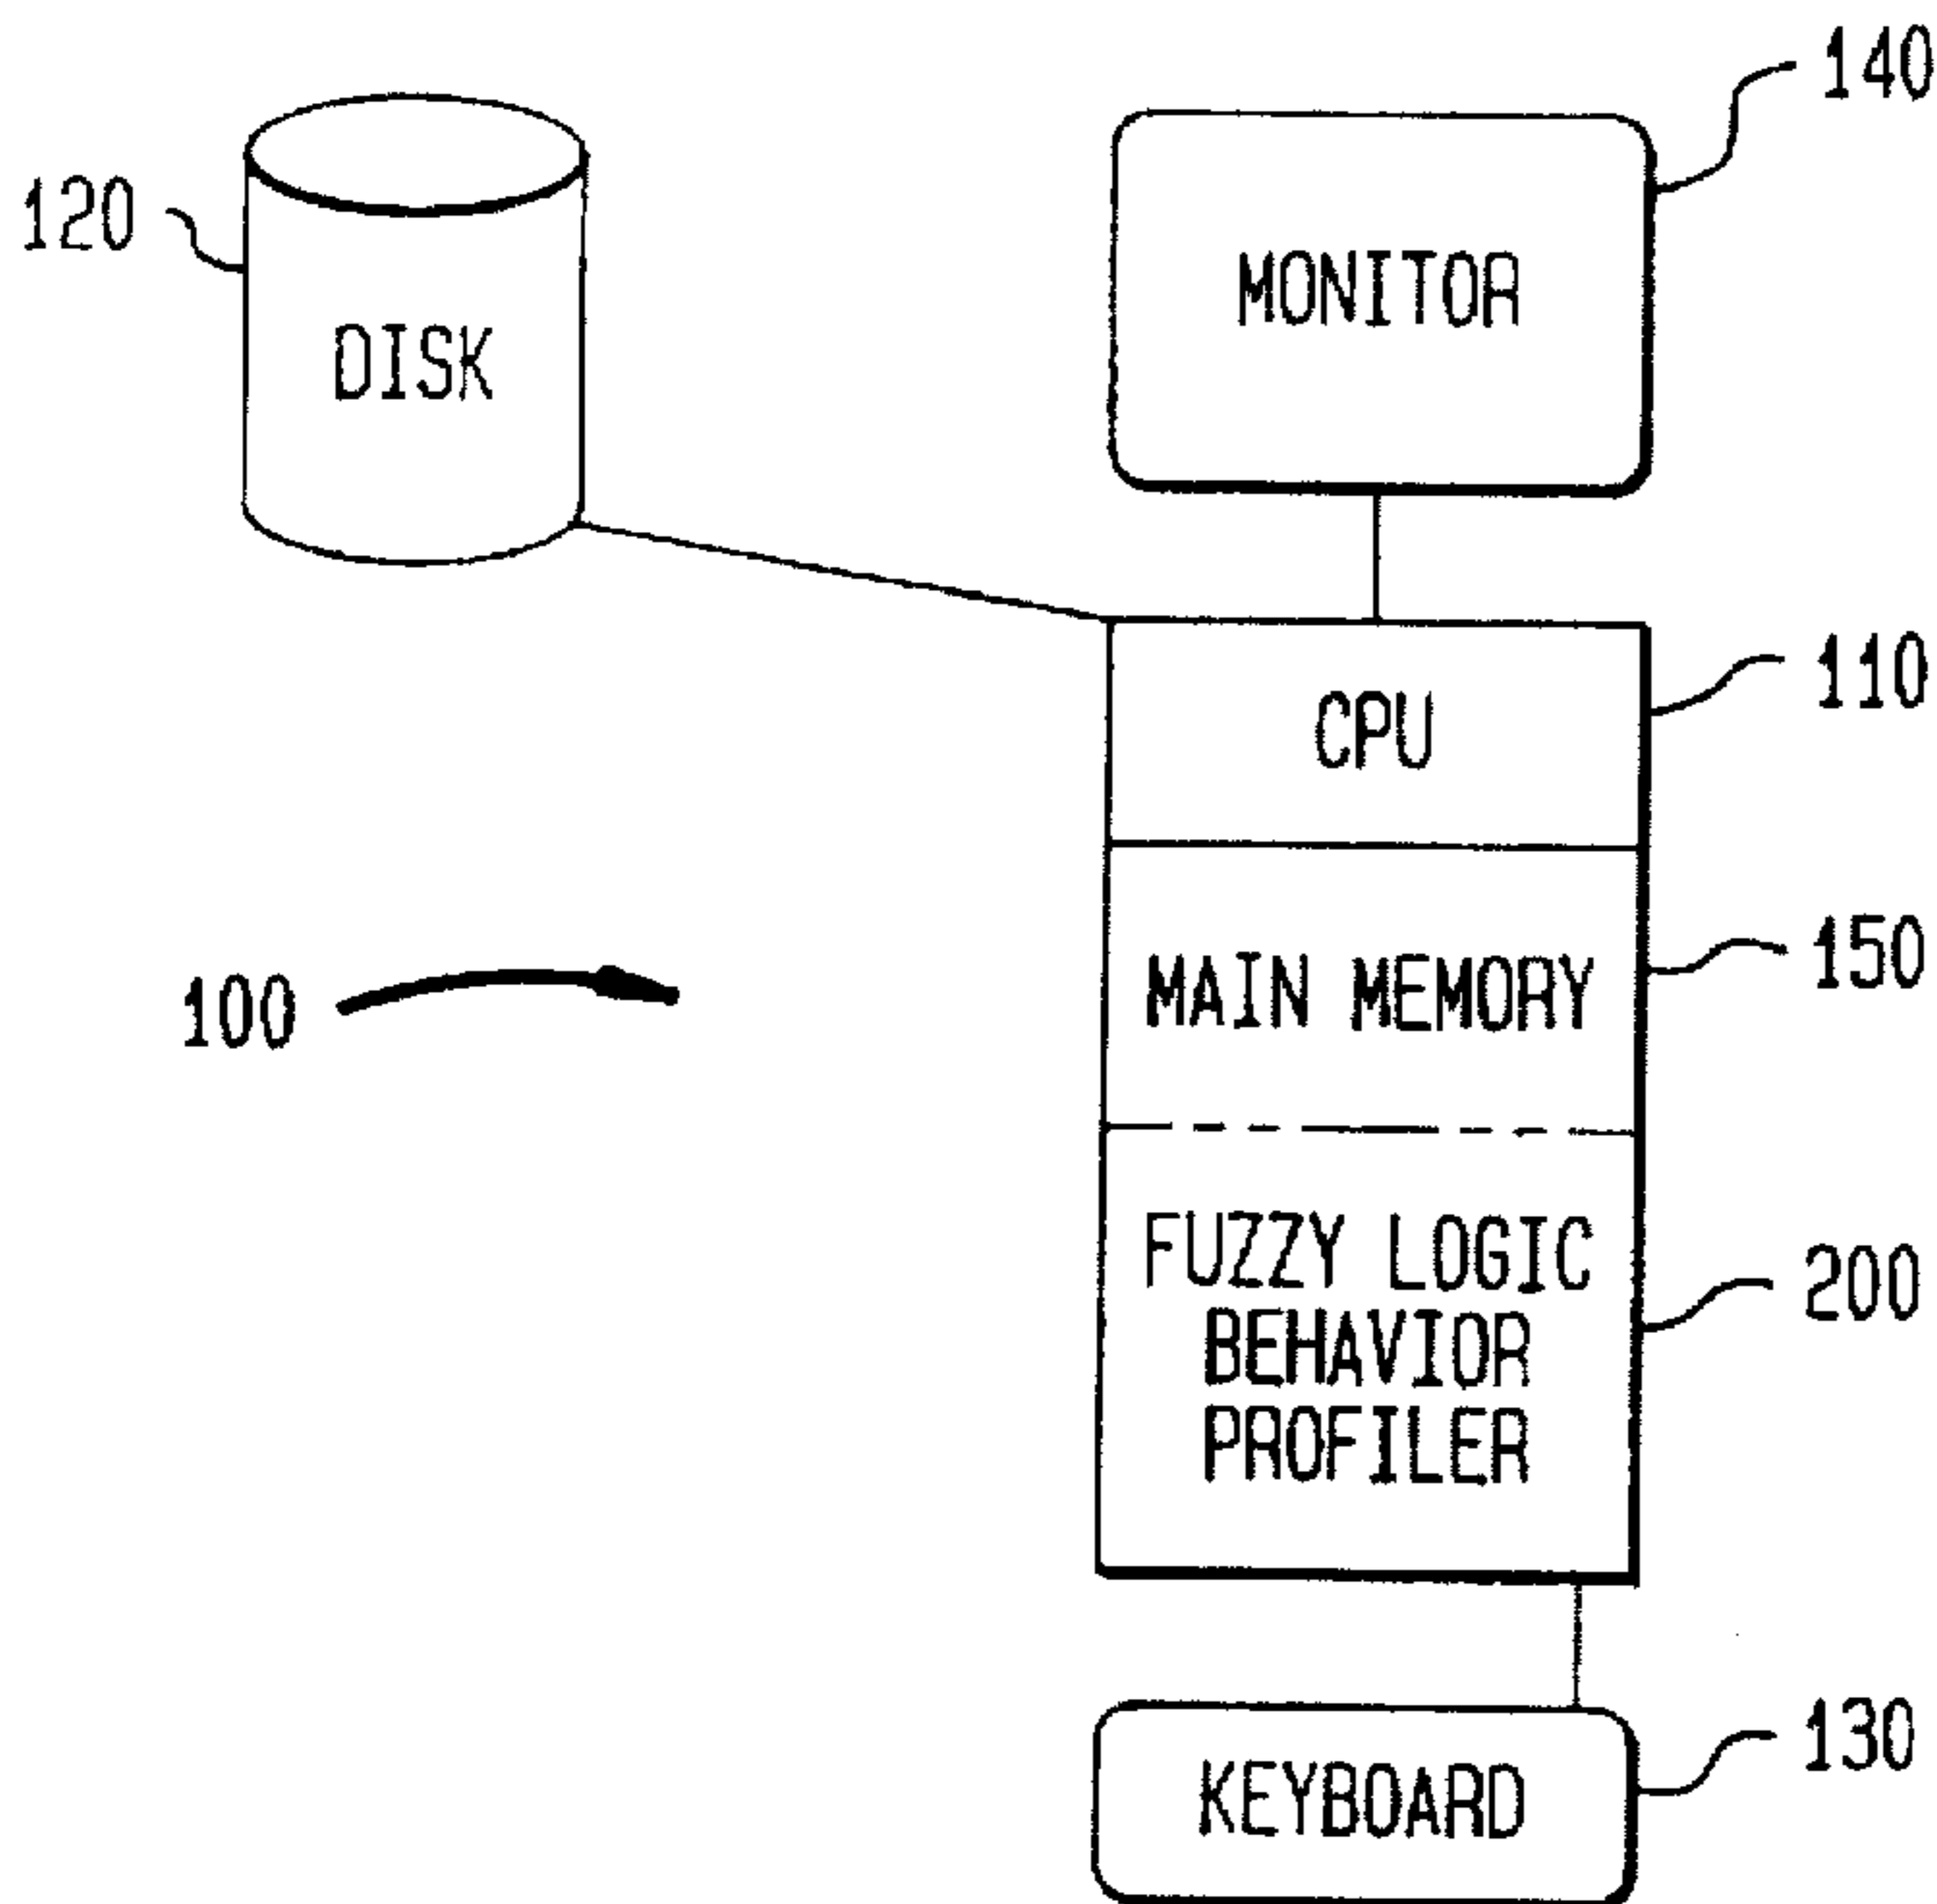 140
120
MONITOR
DISK
110
CPU
150
MAIN MEMORY
100
FUZZY LOGIC
200
BEHAVIOR
PROFILER
130
KEYBOARD